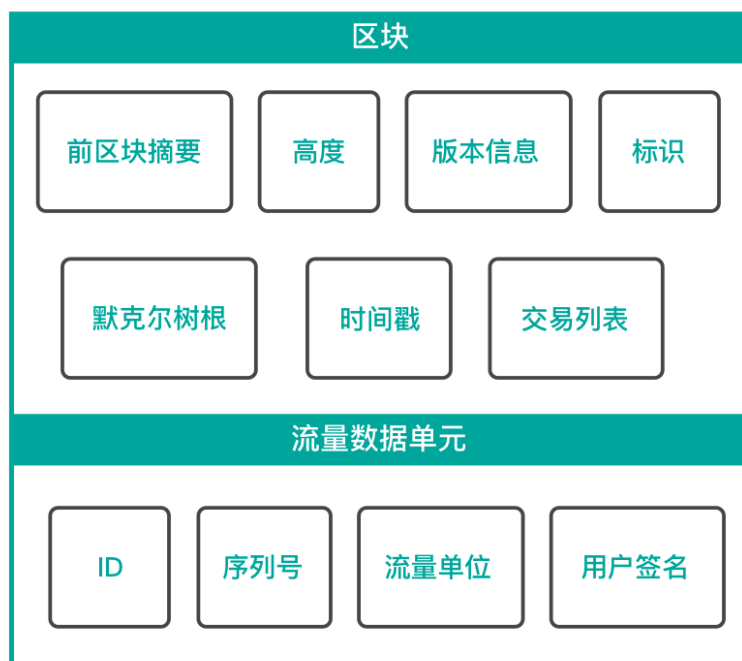 区块
前区块摘要 高度 版本信息 标识
默克尔树根 时间戳 交易列表
流量数据单元
ID 序列号 流量单位 用户签名